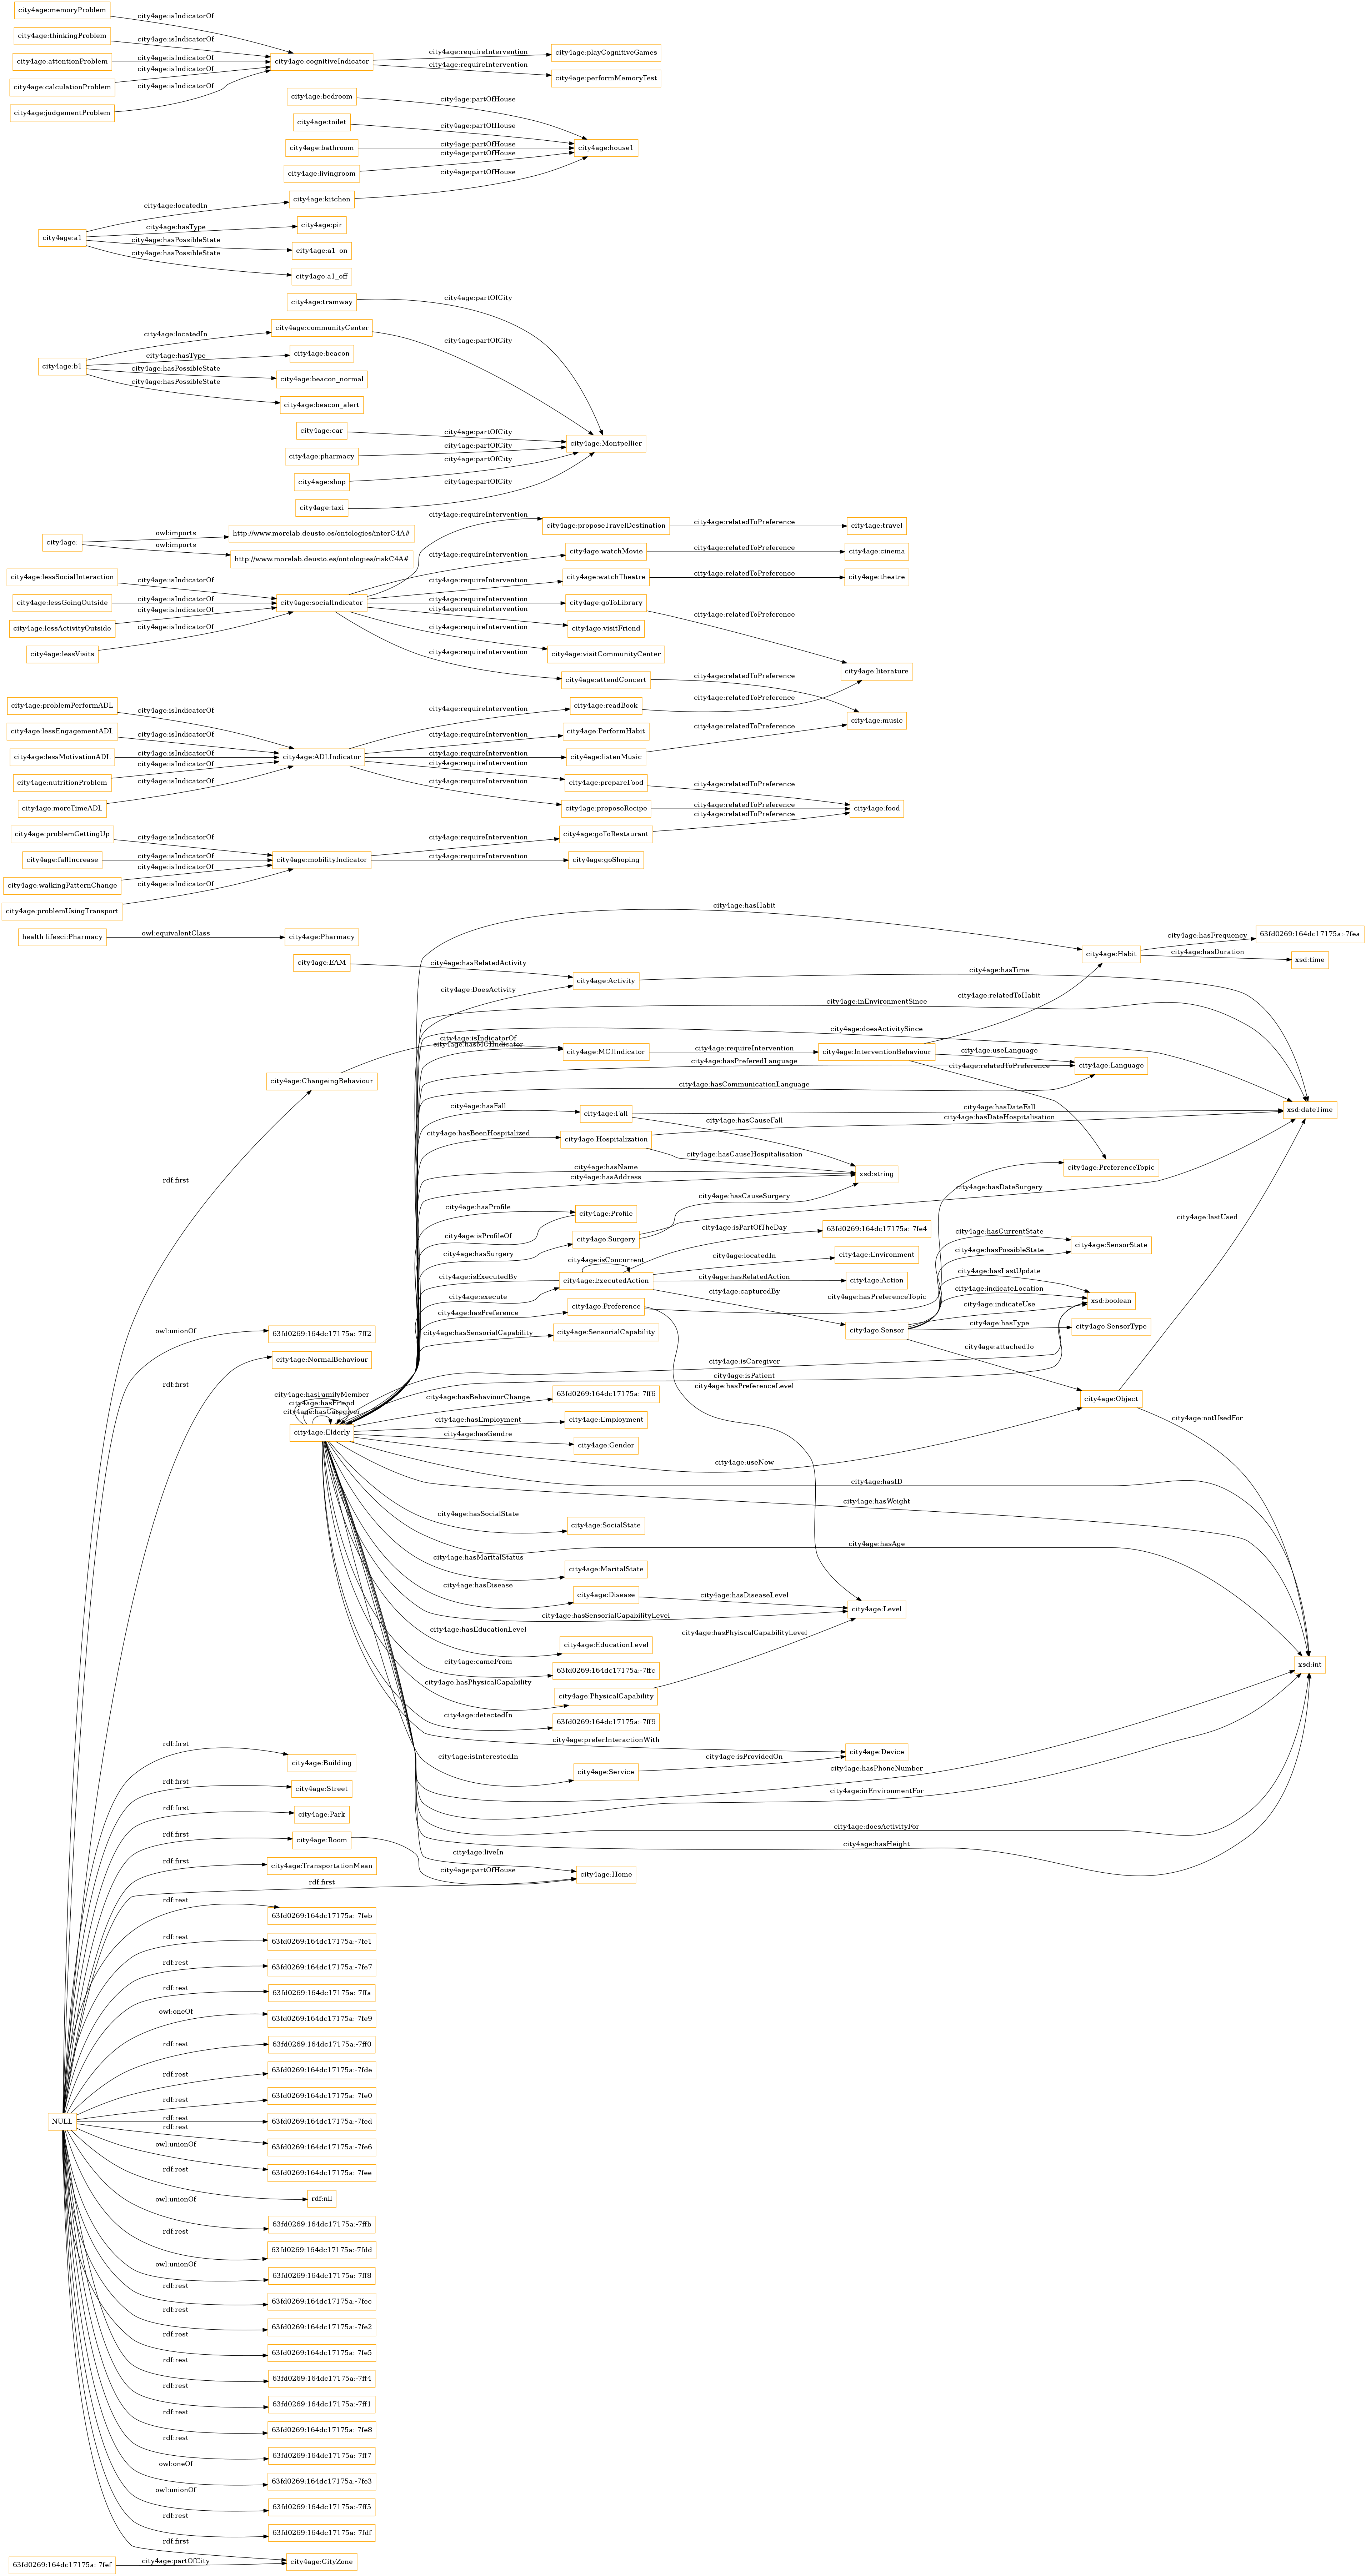 city4age:memoryProblem
city4age:isIndicatorOf
city4age:thinkingProblem
city4age:isIndicatorOf
city4age:attentionProblem
city4age:isIndicatorOf
city4age:calculationProblem
city4age:isIndicatorOf
city4age:judgementProblem
city4age:isIndicatorOf
city4age:cognitiveIndicator
city4age:requireIntervention
city4age:playCognitiveGames
city4age:requireIntervention
city4age:performMemoryTest
city4age:bedroom
city4age:partOfHouse
city4age:toilet
city4age:partOfHouse
city4age:bathroom
city4age:partOfHouse
city4age:house1
city4age:livingroom
city4age:partOfHouse
city4age:kitchen
city4age:partOfHouse
city4age:a1
city4age:locatedIn
city4age:hasType
city4age:pir
city4age:hasPossibleState
city4age:a1_on
city4age:hasPossibleState
city4age:a1_off
city4age:tramway
city4age:partOfCity
city4age:b1
city4age:locatedIn
city4age:communityCenter
city4age:partOfCity
city4age:hasType
city4age:beacon
city4age:hasPossibleState
city4age:beacon_normal
city4age:hasPossibleState
city4age:beacon_alert
city4age:car
city4age:partOfCity
city4age:Montpellier
city4age:pharmacy
city4age:partOfCity
city4age:shop
city4age:partOfCity
city4age:taxi
city4age:partOfCity
city4age:
owl:imports
http://www.morelab.deusto.es/ontologies/interC4A#
owl:imports
http://www.morelab.deusto.es/ontologies/riskC4A#
city4age:lessSocialInteraction
city4age:isIndicatorOf
city4age:lessGoingOutside
city4age:isIndicatorOf
city4age:lessActivityOutside
city4age:isIndicatorOf
city4age:lessVisits
city4age:isIndicatorOf
city4age:socialIndicator
city4age:requireIntervention
city4age:proposeTravelDestination
city4age:relatedToPreference
city4age:travel
city4age:requireIntervention
city4age:watchMovie
city4age:relatedToPreference
city4age:cinema
city4age:requireIntervention
city4age:watchTheatre
city4age:relatedToPreference
city4age:theatre
city4age:requireIntervention
city4age:goToLibrary
city4age:relatedToPreference
city4age:requireIntervention
city4age:visitFriend
city4age:requireIntervention
city4age:visitCommunityCenter
city4age:literature
city4age:requireIntervention
city4age:attendConcert
city4age:relatedToPreference
city4age:problemPerformADL
city4age:isIndicatorOf
city4age:lessEngagementADL
city4age:isIndicatorOf
city4age:lessMotivationADL
city4age:isIndicatorOf
city4age:nutritionProblem
city4age:isIndicatorOf
city4age:moreTimeADL
city4age:isIndicatorOf
city4age:ADLIndicator
city4age:requireIntervention
city4age:readBook
city4age:relatedToPreference
city4age:music
city4age:requireIntervention
city4age:PerformHabit
city4age:requireIntervention
city4age:listenMusic
city4age:relatedToPreference
city4age:requireIntervention
city4age:prepareFood
city4age:relatedToPreference
city4age:requireIntervention
city4age:proposeRecipe
city4age:relatedToPreference
city4age:food
city4age:problemGettingUp
city4age:isIndicatorOf
city4age:fallIncrease
city4age:isIndicatorOf
city4age:walkingPatternChange
city4age:isIndicatorOf
city4age:problemUsingTransport
city4age:isIndicatorOf
city4age:mobilityIndicator
city4age:requireIntervention
city4age:goToRestaurant
city4age:relatedToPreference
city4age:requireIntervention
city4age:goShoping
health-lifesci:Pharmacy
owl:equivalentClass
city4age:Pharmacy
city4age:hasHabit
city4age:Habit
city4age:hasFrequency
63fd0269:164dc17175a:-7fea
city4age:hasDuration
xsd:time
city4age:EAM
city4age:hasRelatedActivity
city4age:DoesActivity
city4age:Activity
city4age:hasTime
city4age:relatedToHabit
city4age:inEnvironmentSince
city4age:doesActivitySince
city4age:isIndicatorOf
city4age:hasMCIIndicator
city4age:MCIIndicator
city4age:requireIntervention
city4age:InterventionBehaviour
city4age:useLanguage
city4age:Language
city4age:hasPreferedLanguage
city4age:relatedToPreference
city4age:ChangeingBehaviour
city4age:hasCommunicationLanguage
city4age:hasFall
city4age:Fall
city4age:hasDateFall
xsd:dateTime
city4age:hasCauseFall
city4age:hasDateHospitalisation
city4age:hasBeenHospitalized
city4age:Hospitalization
city4age:hasCauseHospitalisation
city4age:PreferenceTopic
city4age:hasName
xsd:string
city4age:hasAddress
rdf:first
city4age:hasProfile
city4age:Profile
city4age:isProfileOf
city4age:hasCauseSurgery
city4age:hasDateSurgery
city4age:lastUsed
city4age:hasSurgery
city4age:Surgery
city4age:isPartOfTheDay
63fd0269:164dc17175a:-7fe4
city4age:hasCurrentState
city4age:SensorState
city4age:isConcurrent
city4age:locatedIn
city4age:Environment
city4age:hasPossibleState
city4age:isExecutedBy
city4age:ExecutedAction
city4age:hasRelatedAction
city4age:Action
city4age:hasLastUpdate
city4age:execute
city4age:capturedBy
city4age:hasPreferenceTopic
city4age:indicateLocation
xsd:boolean
city4age:hasPreference
city4age:Preference
city4age:indicateUse
city4age:hasSensorialCapability
city4age:SensorialCapability
city4age:Sensor
city4age:hasType
city4age:SensorType
owl:unionOf
63fd0269:164dc17175a:-7ff2
city4age:attachedTo
city4age:NormalBehaviour
rdf:first
city4age:isCaregiver
city4age:isPatient
city4age:hasPreferenceLevel
city4age:Object
city4age:notUsedFor
city4age:hasFamilyMember
city4age:hasFriend
city4age:hasCaregiver
city4age:Elderly
city4age:hasBehaviourChange
63fd0269:164dc17175a:-7ff6
city4age:hasEmployment
city4age:Employment
city4age:hasGendre
city4age:Gender
city4age:useNow
city4age:hasID
city4age:hasWeight
city4age:hasSocialState
city4age:SocialState
city4age:hasAge
city4age:hasMaritalStatus
city4age:MaritalState
city4age:hasDisease
city4age:Disease
city4age:hasDiseaseLevel
city4age:Level
city4age:hasSensorialCapabilityLevel
city4age:hasEducationLevel
city4age:EducationLevel
city4age:hasPhyiscalCapabilityLevel
city4age:cameFrom
63fd0269:164dc17175a:-7ffc
xsd:int
city4age:hasPhysicalCapability
city4age:PhysicalCapability
city4age:detectedIn
63fd0269:164dc17175a:-7ff9
city4age:preferInteractionWith
city4age:Device
city4age:isInterestedIn
city4age:Service
city4age:isProvidedOn
city4age:hasPhoneNumber
city4age:inEnvironmentFor
city4age:doesActivityFor
city4age:hasHeight
rdf:first
city4age:Building
rdf:first
city4age:Street
rdf:first
city4age:Park
rdf:first
city4age:Room
city4age:liveIn
city4age:partOfHouse
city4age:Home
rdf:first
city4age:TransportationMean
rdf:first
rdf:rest
63fd0269:164dc17175a:-7feb
rdf:rest
63fd0269:164dc17175a:-7fe1
rdf:rest
63fd0269:164dc17175a:-7fe7
rdf:rest
63fd0269:164dc17175a:-7ffa
owl:oneOf
63fd0269:164dc17175a:-7fe9
rdf:rest
63fd0269:164dc17175a:-7ff0
rdf:rest
63fd0269:164dc17175a:-7fde
rdf:rest
63fd0269:164dc17175a:-7fe0
NULL
rdf:rest
63fd0269:164dc17175a:-7fed
rdf:rest
63fd0269:164dc17175a:-7fe6
owl:unionOf
63fd0269:164dc17175a:-7fee
rdf:rest
rdf:nil
owl:unionOf
63fd0269:164dc17175a:-7ffb
rdf:rest
63fd0269:164dc17175a:-7fdd
owl:unionOf
63fd0269:164dc17175a:-7ff8
rdf:rest
63fd0269:164dc17175a:-7fec
rdf:rest
63fd0269:164dc17175a:-7fe2
rdf:rest
63fd0269:164dc17175a:-7fe5
rdf:rest
63fd0269:164dc17175a:-7ff4
rdf:rest
63fd0269:164dc17175a:-7ff1
rdf:rest
63fd0269:164dc17175a:-7fe8
rdf:rest
63fd0269:164dc17175a:-7ff7
owl:oneOf
63fd0269:164dc17175a:-7fe3
owl:unionOf
63fd0269:164dc17175a:-7ff5
rdf:rest
63fd0269:164dc17175a:-7fdf
rdf:first
63fd0269:164dc17175a:-7fef
city4age:partOfCity
city4age:CityZone